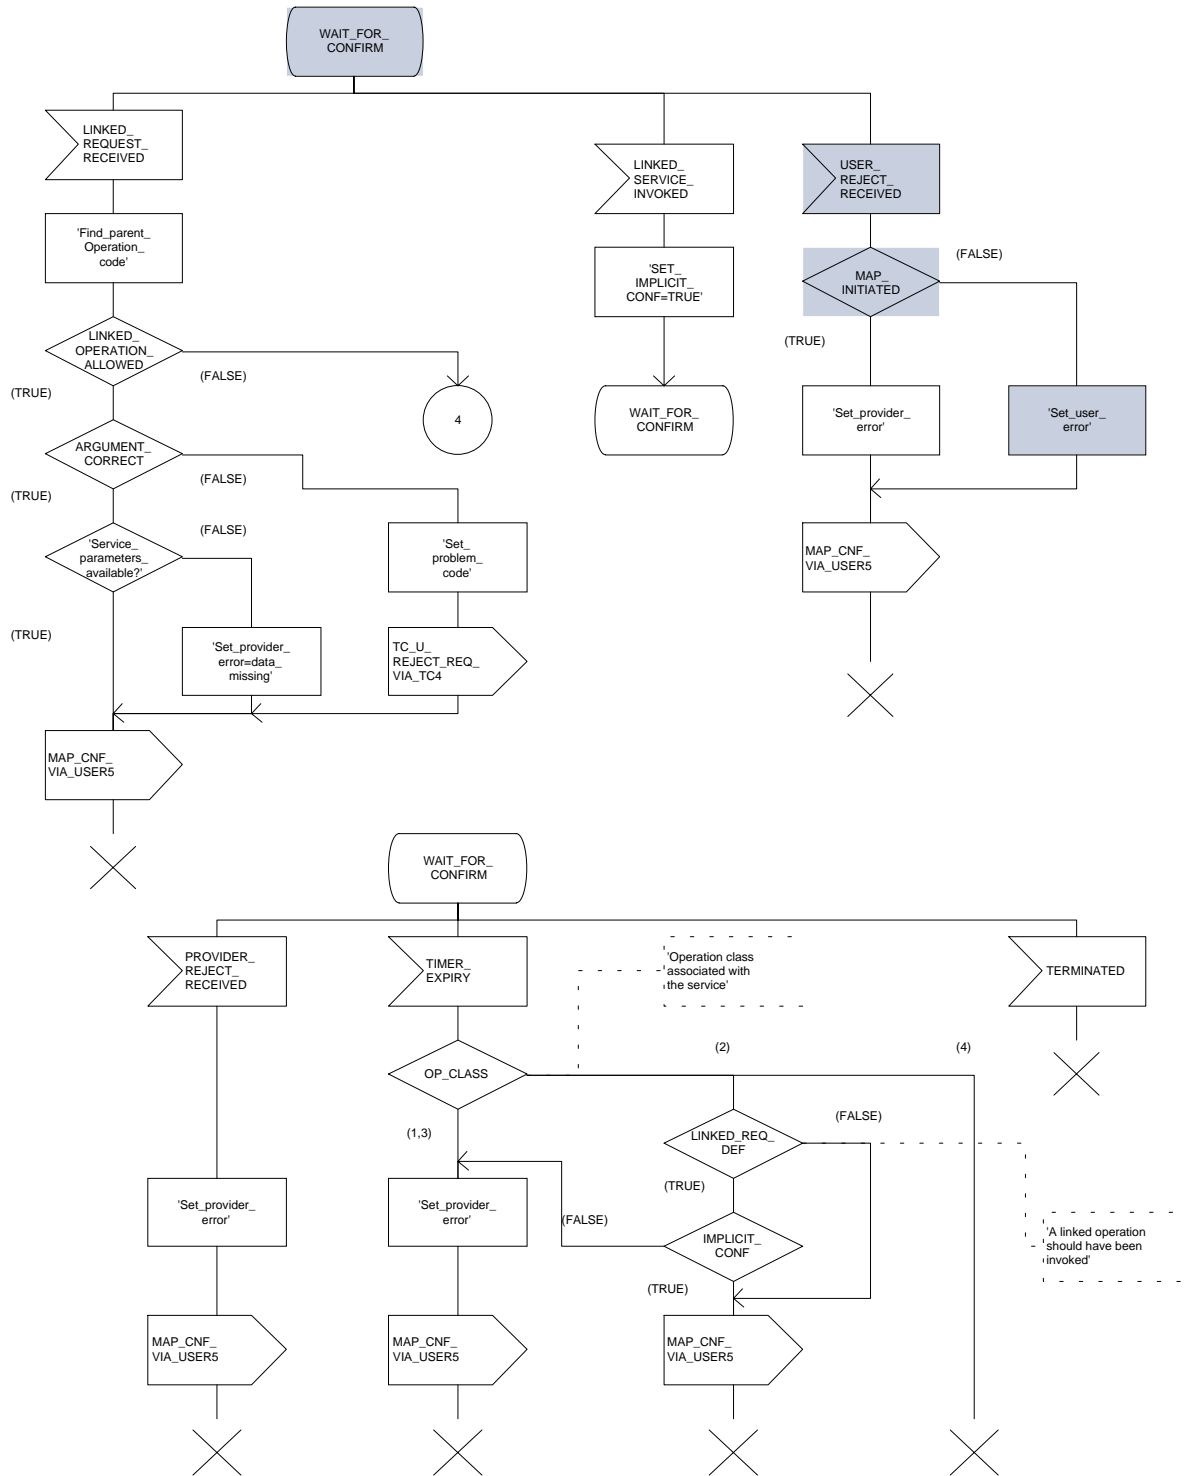 WAIT_FOR_
CONFIRM
LINKED_
REQUEST_
RECEIVED
LINKED_
SERVICE_
INVOKED
USER_
REJECT_
RECEIVED
'Find_parent_
Operation_
code'
'SET_
IMPLICIT_
CONF=TRUE'
MAP_
INITIATED
(FALSE)
(TRUE)
LINKED_
OPERATION_
ALLOWED
(FALSE)
(TRUE)
4
WAIT_FOR_
CONFIRM
'Set_provider_
error'
'Set_user_
error'
ARGUMENT_
CORRECT
(FALSE)
(TRUE)
'Service_
parameters_
available?'
(FALSE)
(TRUE)
'Set_
problem_
code'
MAP_CNF_
VIA_USER5
'Set_provider_
error=data_
missing'
TC_U_
REJECT_REQ_
VIA_TC4
MAP_CNF_
VIA_USER5
WAIT_FOR_
CONFIRM
PROVIDER_
REJECT_
RECEIVED
TIMER_
EXPIRY
'Operation class
associated with
the service'
TERMINATED
OP_CLASS
(2)
(4)
(1,3)
LINKED_REQ_
DEF
(FALSE)
(TRUE)
'Set_provider_
error'
'Set_provider_
error'
(FALSE)
IMPLICIT_
CONF
'A linked operation
should have been
invoked'
(TRUE)
MAP_CNF_
VIA_USER5
MAP_CNF_
VIA_USER5
MAP_CNF_
VIA_USER5